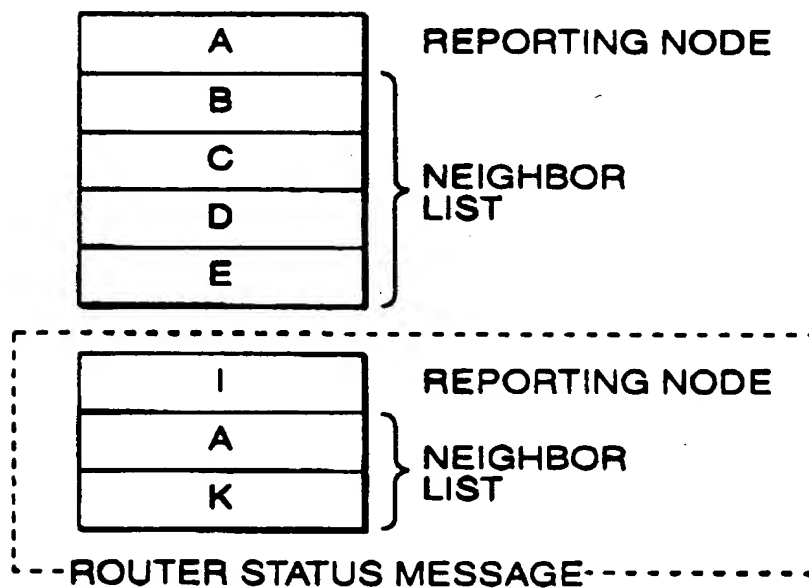 A REPORTING NODE
B
C
NEIGHBOR
LIST
D
E
I REPORTING NODE
A
NEIGHBOR
LIST
K
ROUTER STATUS MESSAGE